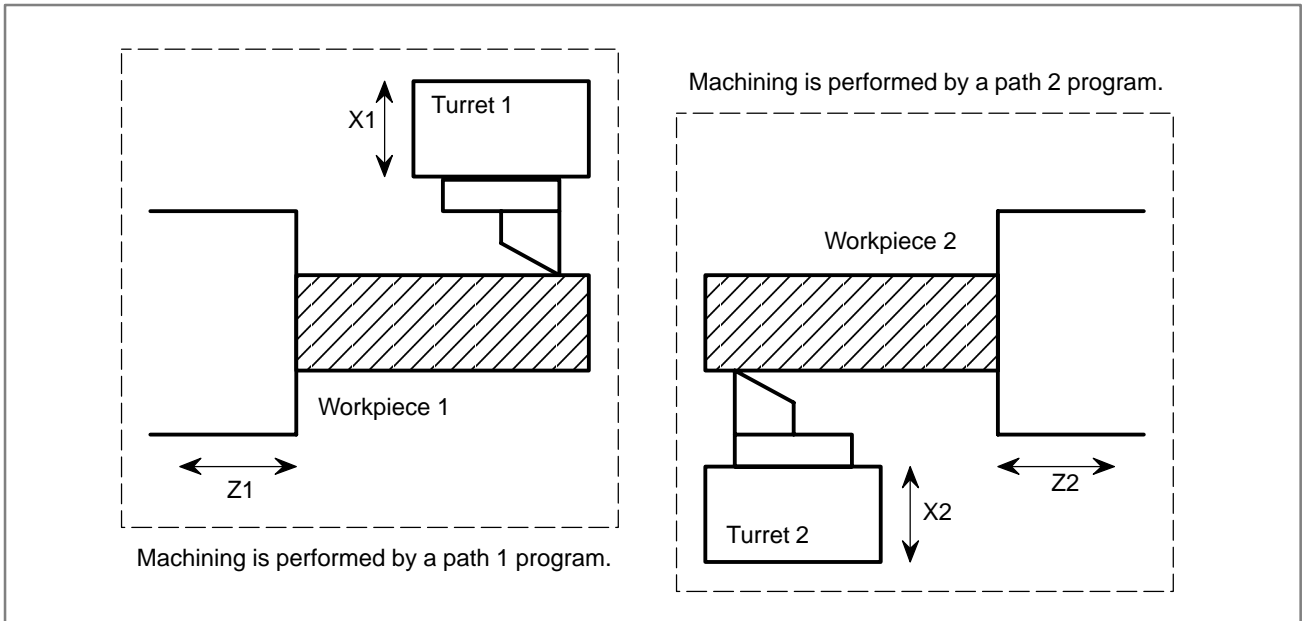 Turret 1
X1
Workpiece 1
Z1
Machining is performed by a path 1 program.
Machining is performed by a path 2 program.
Workpiece 2
Z2
X2
Turret 2